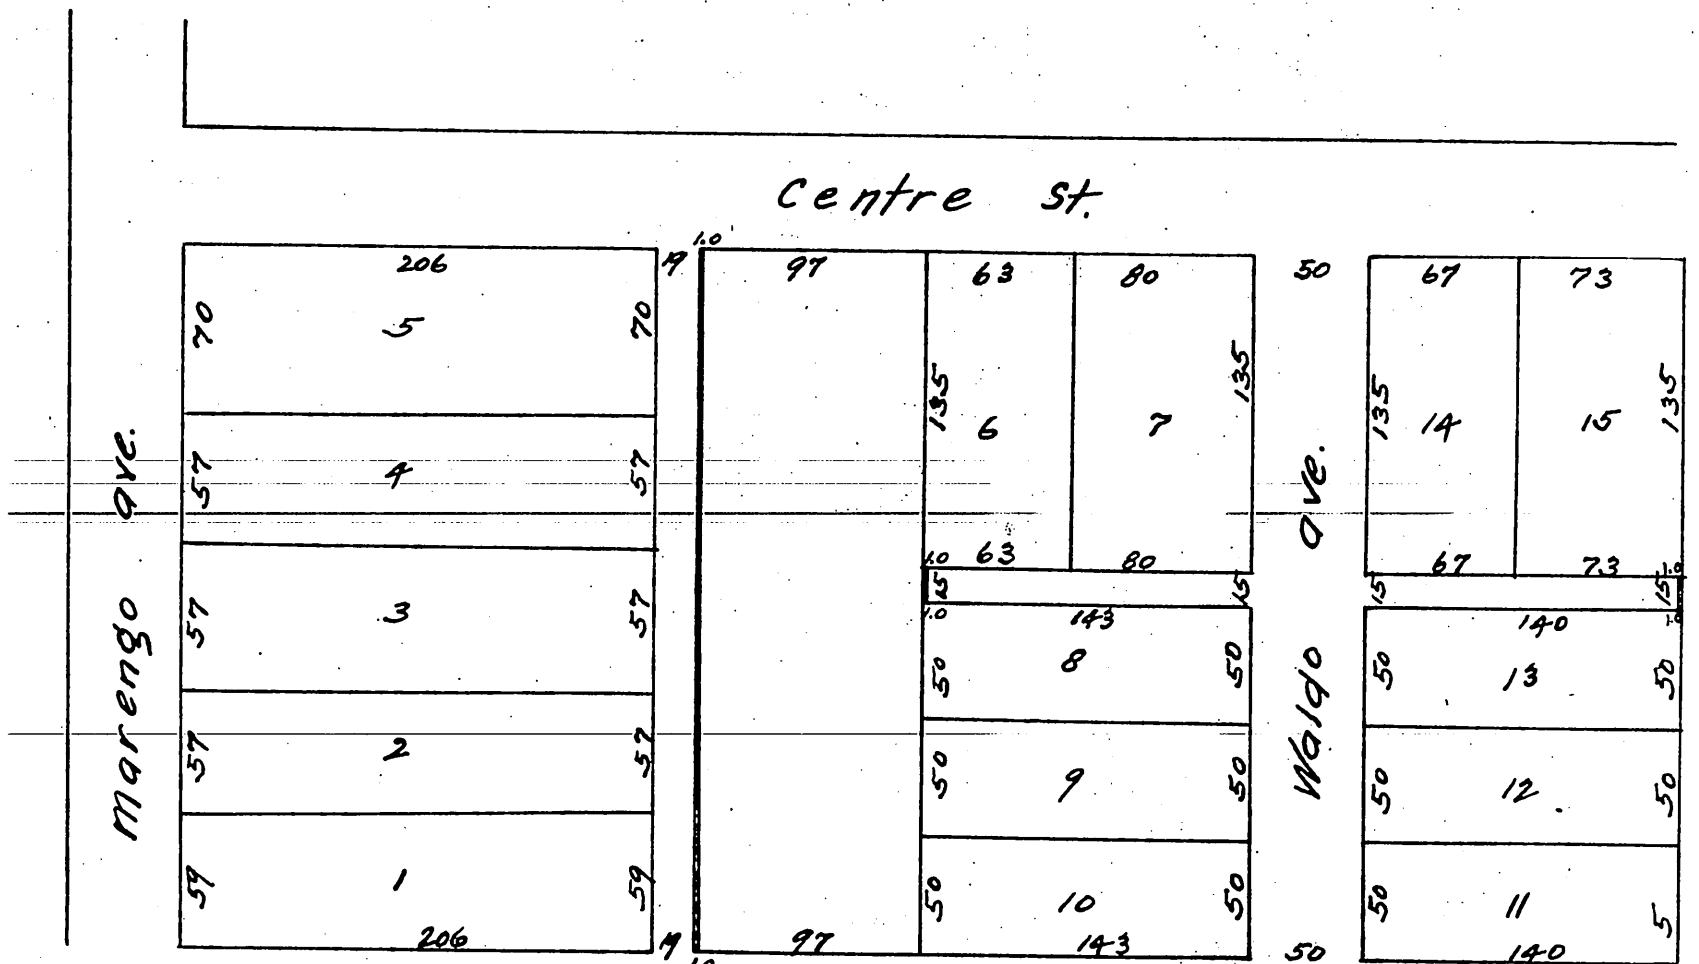 Centre St.
1.0
206 19 97 63 80 50 67 73
70 5 70
135 135 135 135
6 7 14 15
marengo ave.
Waldo ave.
57 4 57
1.0 63 80 67 73 1.0
15 15 15 15
1.0 143 140 1.0
57 3 57
50 8 50 50 13 50
57 2 57
50 9 50 50 12 50
59 1 59
50 10 50 50 11 5
206 19 97 143 50 140